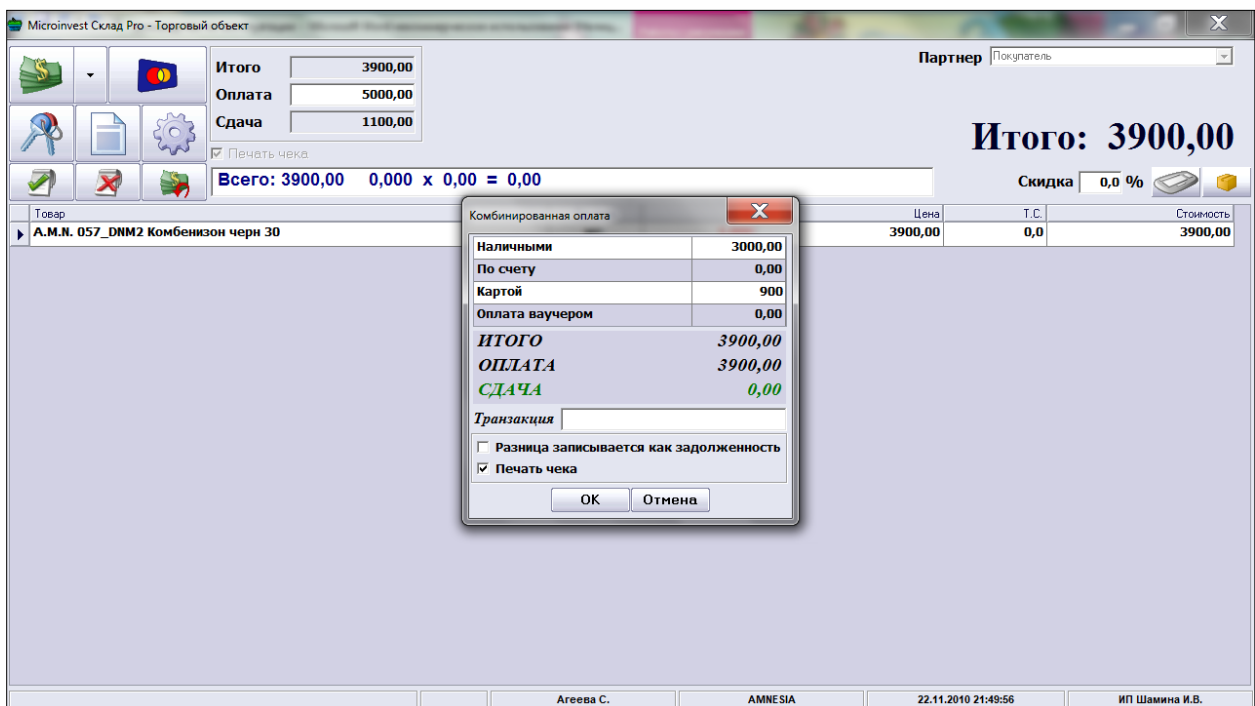 Microinvest Склад Pro - Торговый объект
Партнер Покупатель
Итого 3900,00
Оплата 5000,00
Сдача 1100,00
Печать чека
Итого: 3900,00
Всего: 3900,00 0,000 x 0,00 = 0,00
Скидка 0,0 %
Товар Цена Т.С. Стоимость
A.M.N. 057_DNM2 Комбенизон черн 30 3900,00 0,0 3900,00
Комбинированная оплата
Наличными 3000,00
По счету 0,00
Картой 900
Оплата ваучером 0,00
ИТОГО 3900,00
ОПЛАТА 3900,00
СДАЧА 0,00
Транзакция
Разница записывается как задолженность
Печать чека
ОК Отмена
Агеева С. AMNESIA 22.11.2010 21:49:56 ИП Шамина И.В.